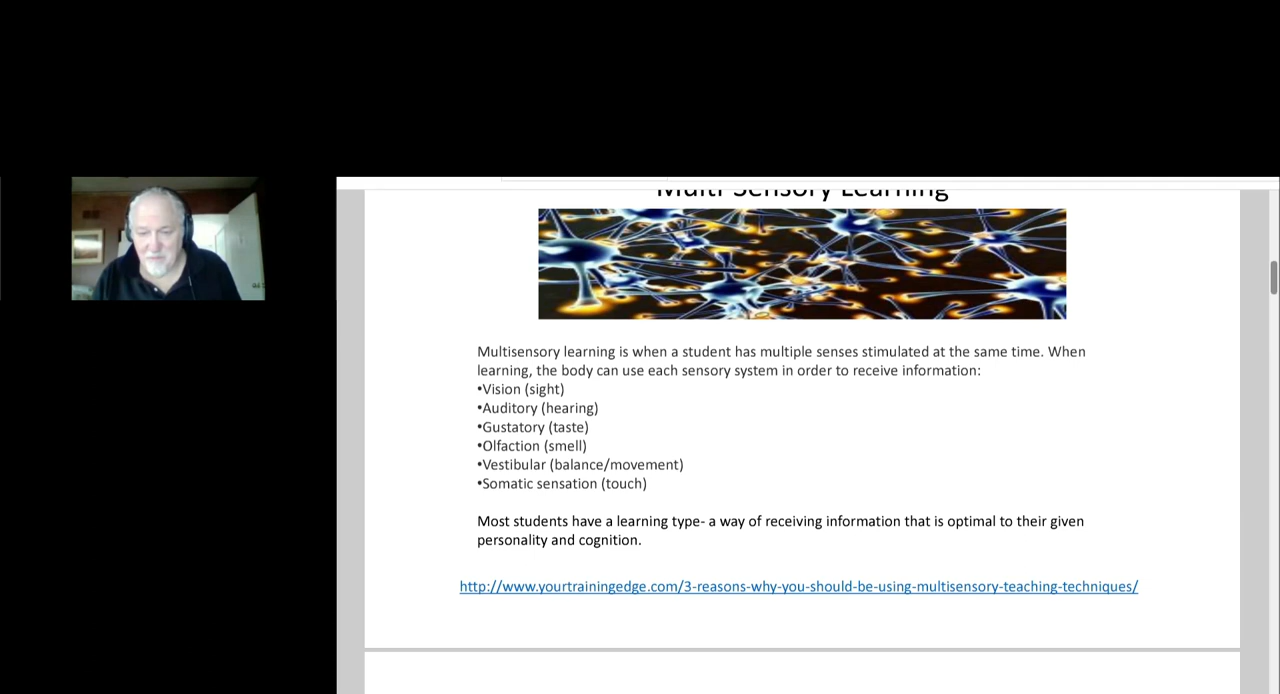 Multi Sensory Learning
Multisensory learning is when a student has multiple senses stimulated at the same time. When
learning, the body can use each sensory system in order to receive information:
•Vision (sight)
•Auditory (hearing)
•Gustatory (taste)
•Olfaction (smell)
•Vestibular (balance/movement)
•Somatic sensation (touch)
Most students have a learning type- a way of receiving information that is optimal to their given
personality and cognition.
http://www.yourtrainingedge.com/3-reasons-why-you-should-be-using-multisensory-teaching-techniques/